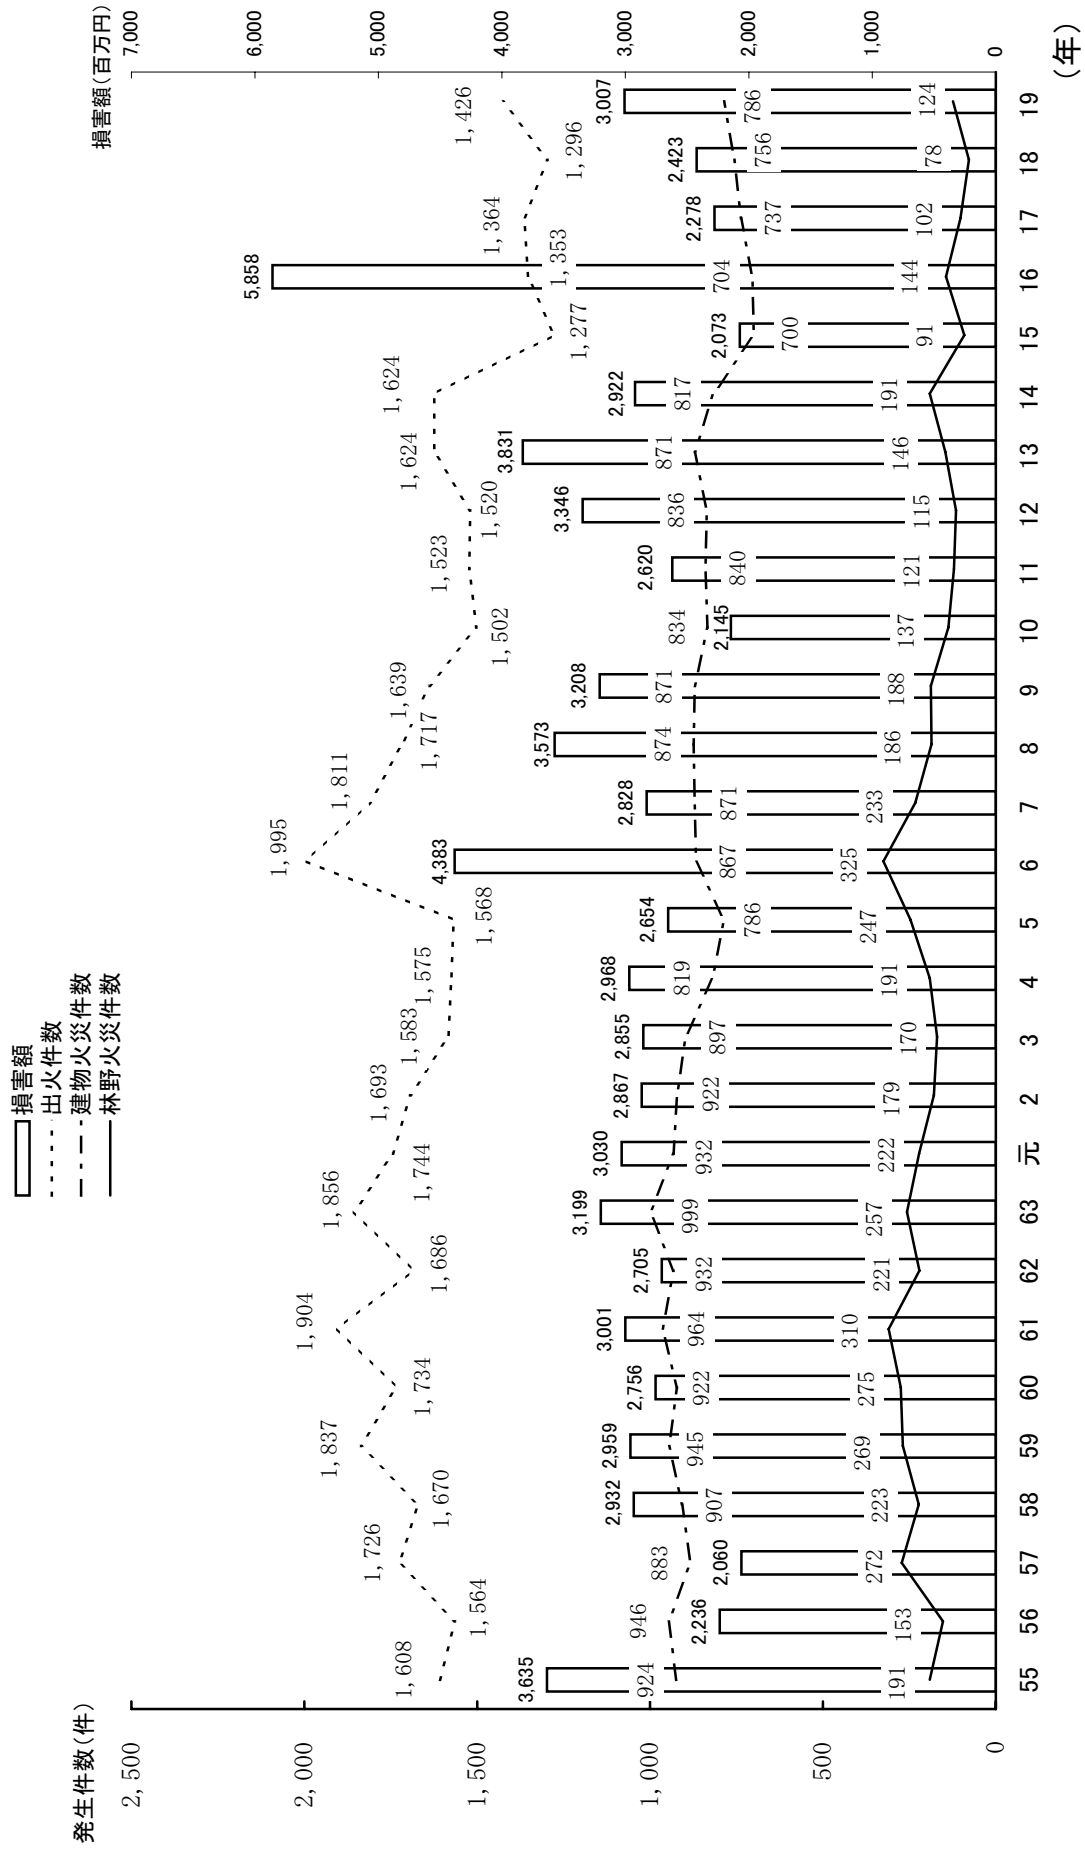 損害額
出火件数
建物火災件数
林野火災件数
発生件数(件)
損害額(百万円)
2,500
2,000
1,500
1,000
500
0
7,000
6,000
5,000
4,000
3,000
2,000
1,000
0
1,608 1,564 1,726 1,670 1,837 1,734 1,904 1,686 1,856 1,744 1,693 1,583 1,575 1,568 1,995 1,811 1,717 1,639 1,502 1,523 1,520 1,624 1,624 1,277 1,353 1,364 1,296 1,426
3,635 2,236 2,060 2,932 2,959 2,756 3,001 2,705 3,199 3,030 2,867 2,855 2,968 2,654 4,383 2,828 3,573 3,208 2,145 2,620 3,346 3,831 2,922 2,073 5,858 2,278 2,423 3,007
924 946 883 907 945 922 964 932 999 932 922 897 819 786 867 871 874 871 834 840 836 871 817 700 704 737 756 786
191 153 272 223 269 275 310 221 257 222 179 170 191 247 325 233 186 188 137 121 115 146 191 91 144 102 78 124
55 56 57 58 59 60 61 62 63 元 2 3 4 5 6 7 8 9 10 11 12 13 14 15 16 17 18 19
(年)